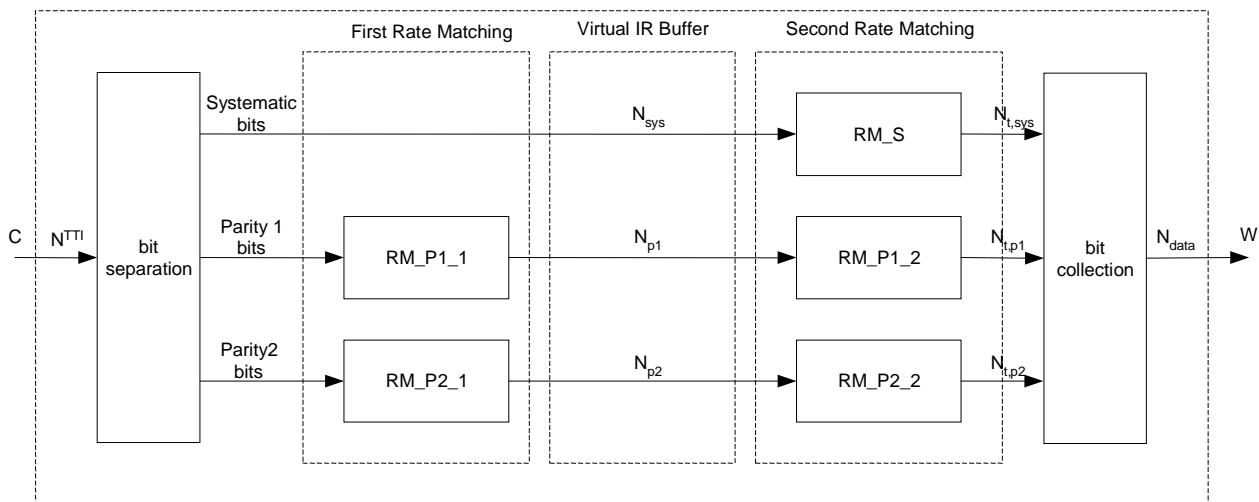 First Rate Matching
Virtual IR Buffer
Second Rate Matching
Systematic
bits
N_sys
RM_S
N_t,sys
C
N^TTI
bit
separation
Parity 1
bits
RM_P1_1
N_p1
RM_P1_2
N_t,p1
bit
collection
N_data
W
Parity2
bits
RM_P2_1
N_p2
RM_P2_2
N_t,p2